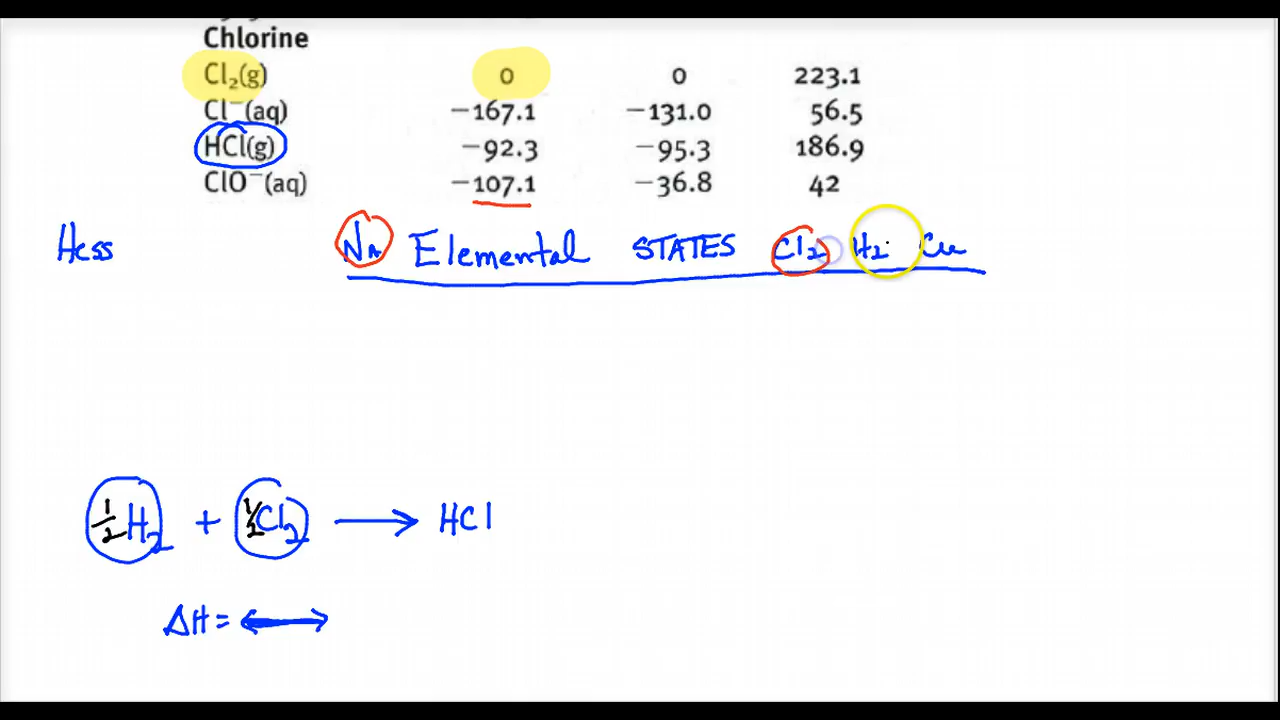 Chlorine
Cl₂(g) 0 0 223.1
Cl⁻(aq) −167.1 −131.0 56.5
HCl(g) −92.3 −95.3 186.9
ClO⁻(aq) −107.1 −36.8 42
Hess Na Elemental STATES Cl₂ H₂ Cu
½H₂ + ½Cl₂ → HCl
ΔH = ↔